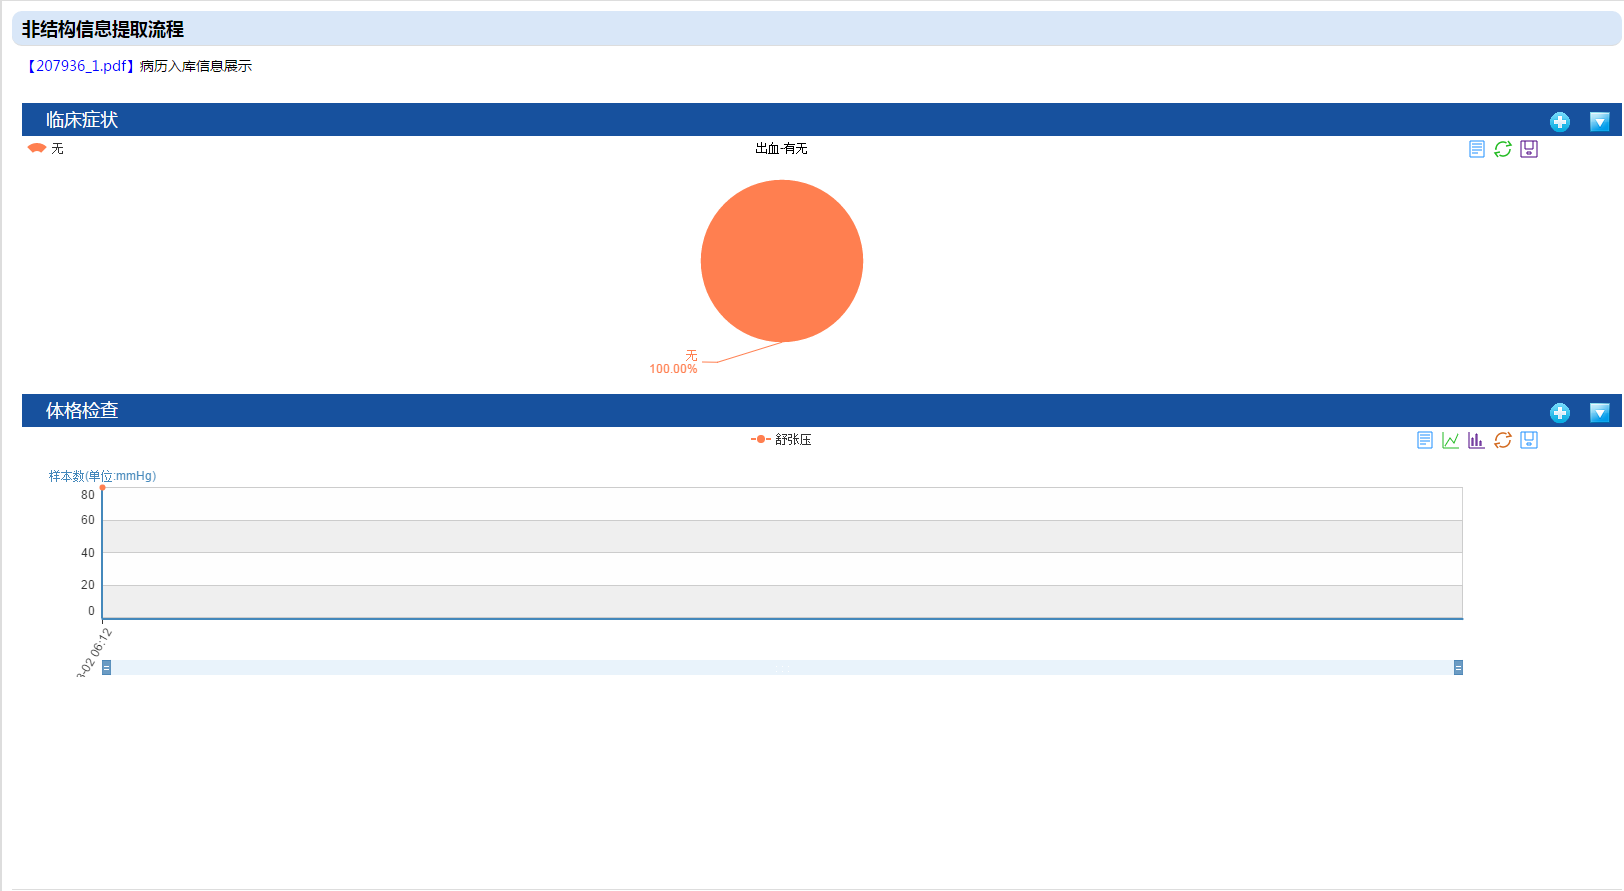 非结构信息提取流程
【207936_1.pdf】病历入库信息展示
临床症状
无
出血-有无
无
100.00%
体格检查
舒张压
样本数(单位:mmHg)
80
60
40
20
0
-02 06:12